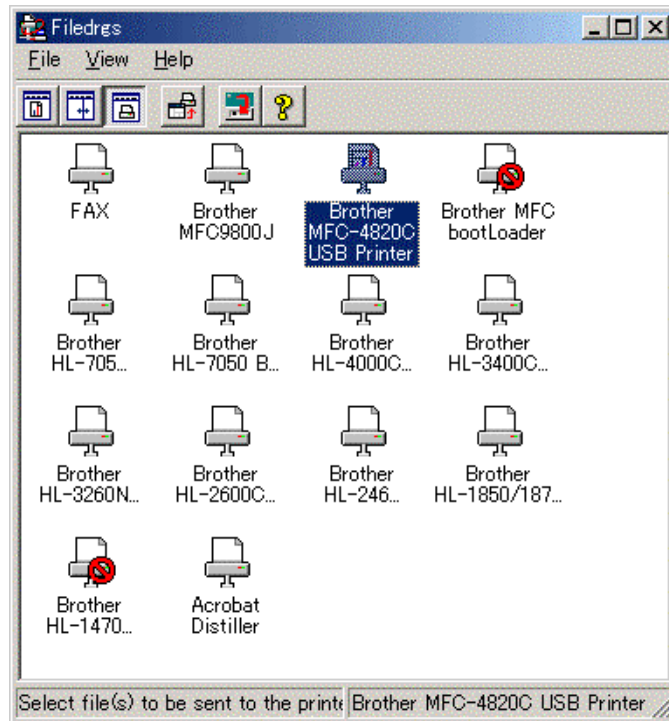 Filedrgs
File View Help
FAX
Brother
MFC9800J
Brother
MFC-4820C
USB Printer
Brother MFC
bootLoader
Brother
HL-705...
Brother
HL-7050 B...
Brother
HL-4000C...
Brother
HL-3400C...
Brother
HL-3260N...
Brother
HL-2600C...
Brother
HL-246...
Brother
HL-1850/187...
Brother
HL-1470...
Acrobat
Distiller
Select file(s) to be sent to the printe Brother MFC-4820C USB Printer